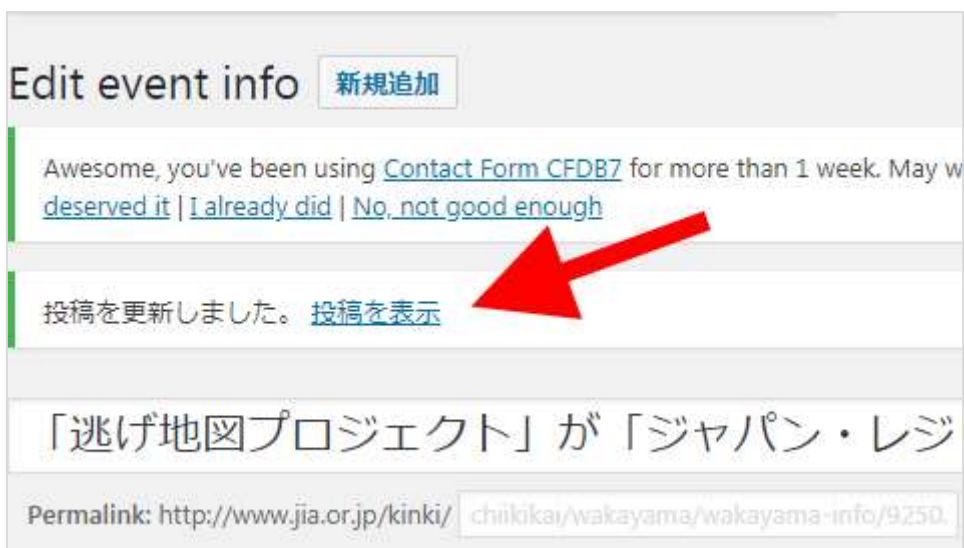 Edit event info 新規追加
Awesome, you've been using Contact Form CFDB7 for more than 1 week. May w
deserved it | I already did | No, not good enough
投稿を更新しました。 投稿を表示
「逃げ地図プロジェクト」が「ジャパン・レジ
Permalink: http://www.jia.or.jp/kinki/ chiikikai/wakayama/wakayama-info/9250.